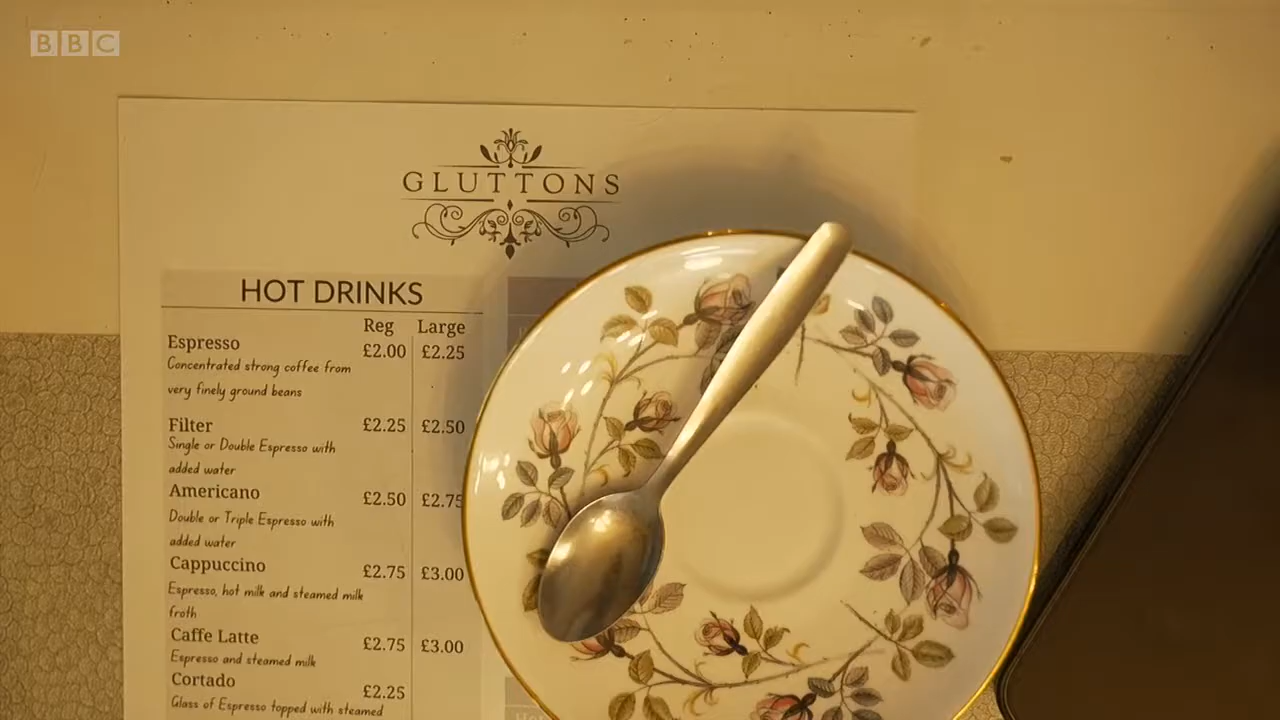 BBC
GLUTTONS
HOT DRINKS
Reg Large
Espresso £2.00 £2.25
Concentrated strong coffee from
very finely ground beans
Filter £2.25 £2.50
Single or Double Espresso with
added water
Americano £2.50 £2.75
Double or Triple Espresso with
added water
Cappuccino £2.75 £3.00
Espresso, hot milk and steamed milk
froth
Caffe Latte £2.75 £3.00
Espresso and steamed milk
Cortado £2.25
Glass of Espresso topped with steamed